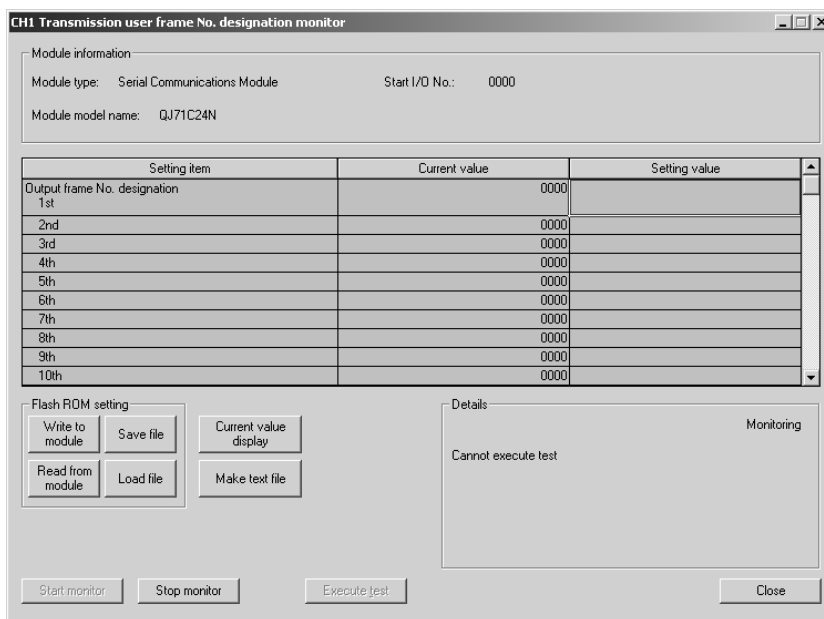 CH1 Transmission user frame No. designation monitor
Module information
Module type: Serial Communications Module Start I/O No.: 0000
Module model name: QJ71C24N
Setting item Current value Setting value
Output frame No. designation 0000
1st
2nd 0000
3rd 0000
4th 0000
5th 0000
6th 0000
7th 0000
8th 0000
9th 0000
10th 0000
Flash ROM setting
Write to
module
Save file
Current value
display
Read from
module
Load file
Make text file
Details
Monitoring
Cannot execute test
Start monitor Stop monitor Execute test Close